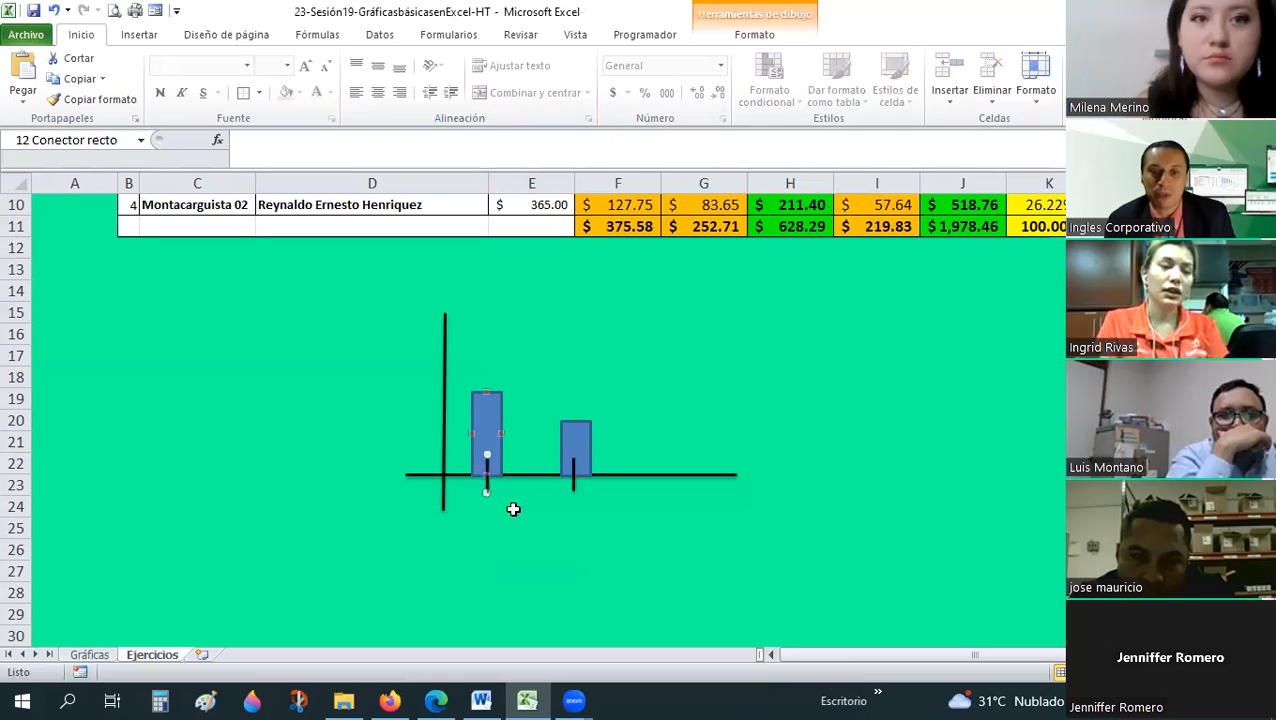 23-Sesión19-GráficasbásicasenExcel-HT - Microsoft Excel
Herramientas de dibujo
Archivo Inicio Insertar Diseño de página Fórmulas Datos Formularios Revisar Vista Programador Formato
Pegar
Cortar
Copiar
Copiar formato
Portapapeles
N K S
Fuente
Ajustar texto
Combinar y centrar
Alineación
General
$ % 000
Número
Formato condicional
Dar formato como tabla
Estilos de celda
Estilos
Insertar
Eliminar
Formato
Celdas
12 Conector recto
fx
A B C D E F G H I J K
10 4 Montacarguista 02 Reynaldo Ernesto Henriquez $ 365.00 $ 127.75 $ 83.65 $ 211.40 $ 57.64 $ 518.76 26.229
11 $ 375.58 $ 252.71 $ 628.29 $ 219.83 $ 1,978.46 100.00
12
13
14
15
16
17
18
19
20
21
22
23
24
25
26
27
28
29
30
Gráficas Ejercicios
Listo
Escritorio
31°C Nublado
Milena Merino
Ingles Corporativo
Ingrid Rivas
Luis Montano
jose mauricio
Jenniffer Romero
Jenniffer Romero